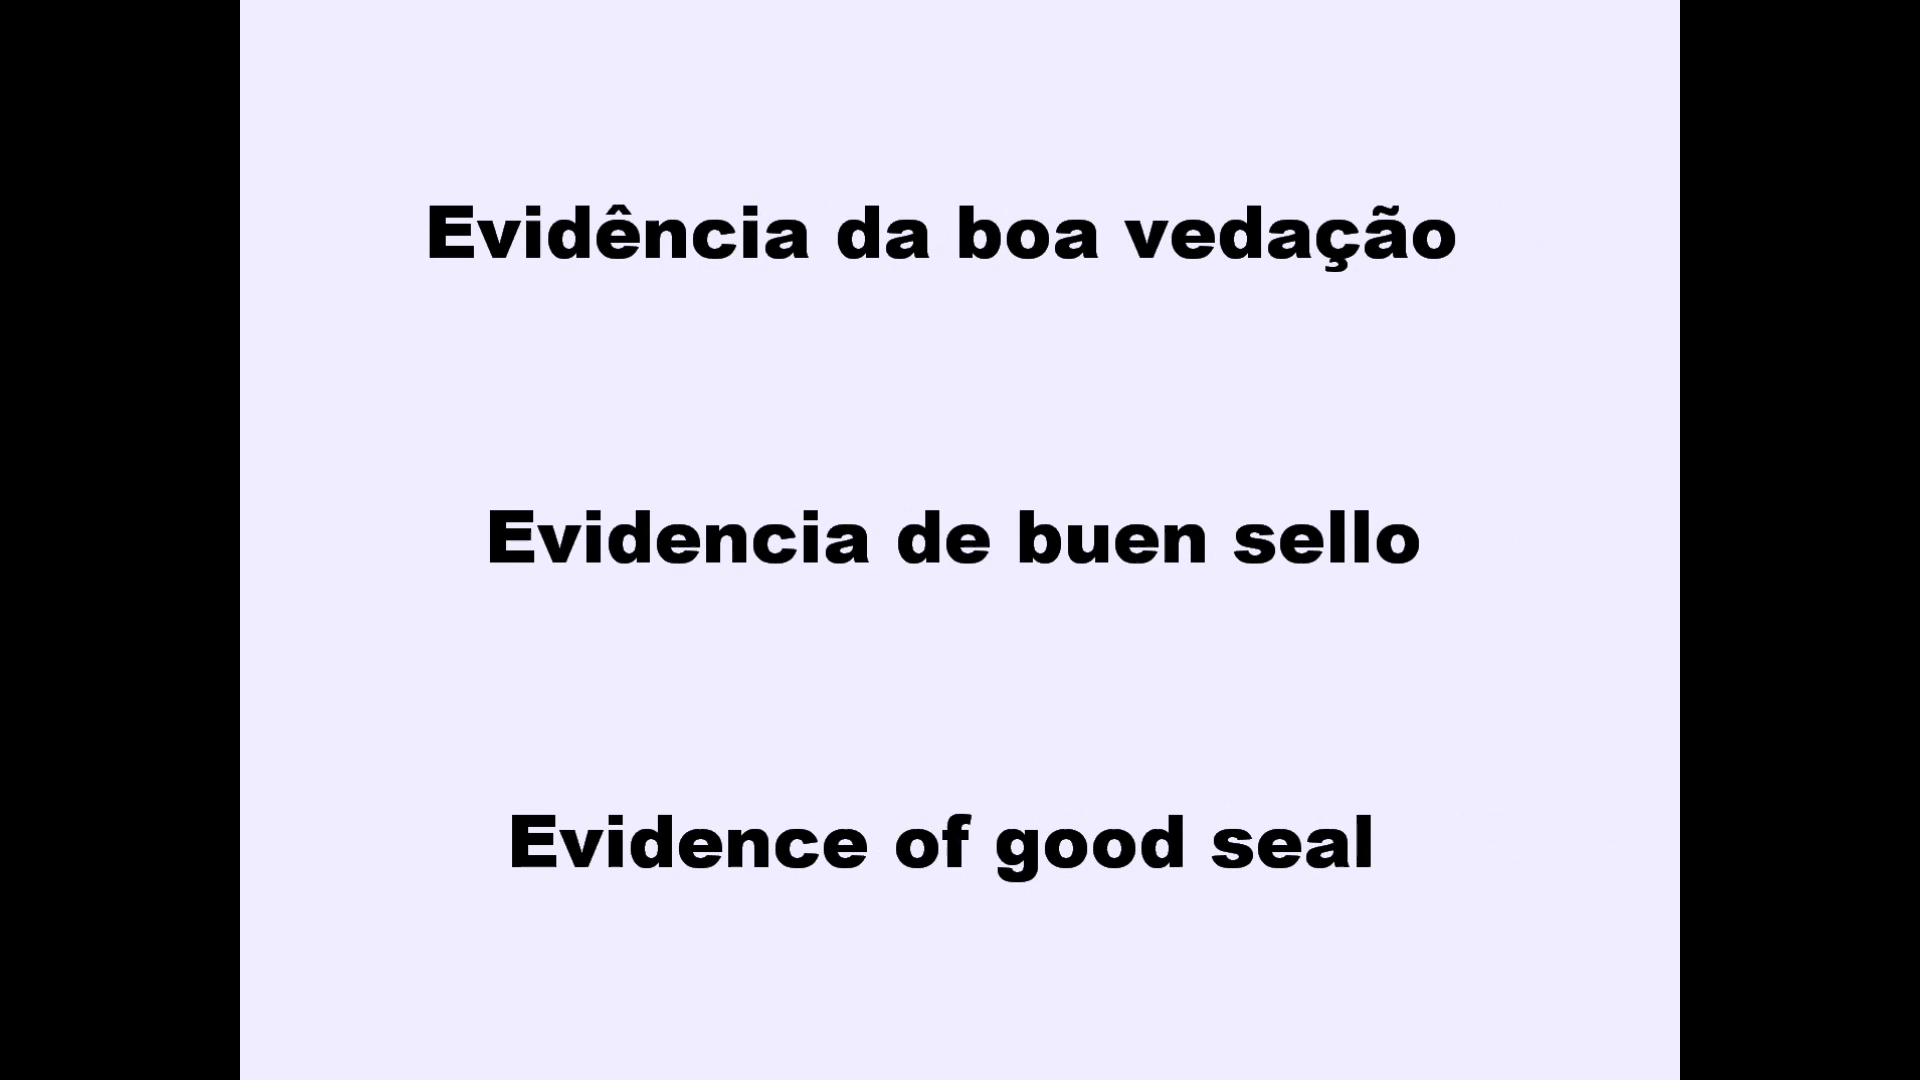 Evidência da boa vedação
Evidencia de buen sello
Evidence of good seal